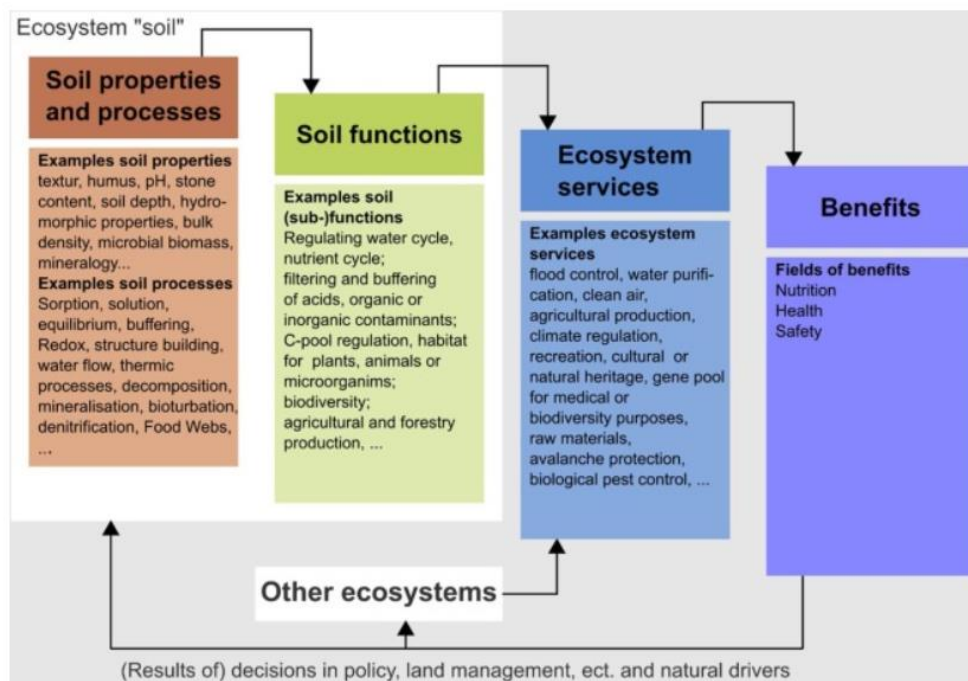 Ecosystem "soil"
Soil properties
and processes
Examples soil properties
textur, humus, pH, stone
content, soil depth, hydro-
morphic properties, bulk
density, microbial biomass,
mineralogy...
Examples soil processes
Sorption, solution,
equilibrium, buffering,
Redox, structure building,
water flow, thermic
processes, decomposition,
mineralisation, bioturbation,
denitrification, Food Webs,
...
Soil functions
Examples soil
(sub-)functions
Regulating water cycle,
nutrient cycle;
filtering and buffering
of acids, organic or
inorganic contaminants;
C-pool regulation, habitat
for plants, animals or
microorganims;
biodiversity;
agricultural and forestry
production, ...
Ecosystem
services
Examples ecosystem
services
flood control, water purifi-
cation, clean air,
agricultural production,
climate regulation,
recreation, cultural or
natural heritage, gene pool
for medical or
biodiversity purposes,
raw materials,
avalanche protection,
biological pest control, ...
Benefits
Fields of benefits
Nutrition
Health
Safety
Other ecosystems
(Results of) decisions in policy, land management, ect. and natural drivers